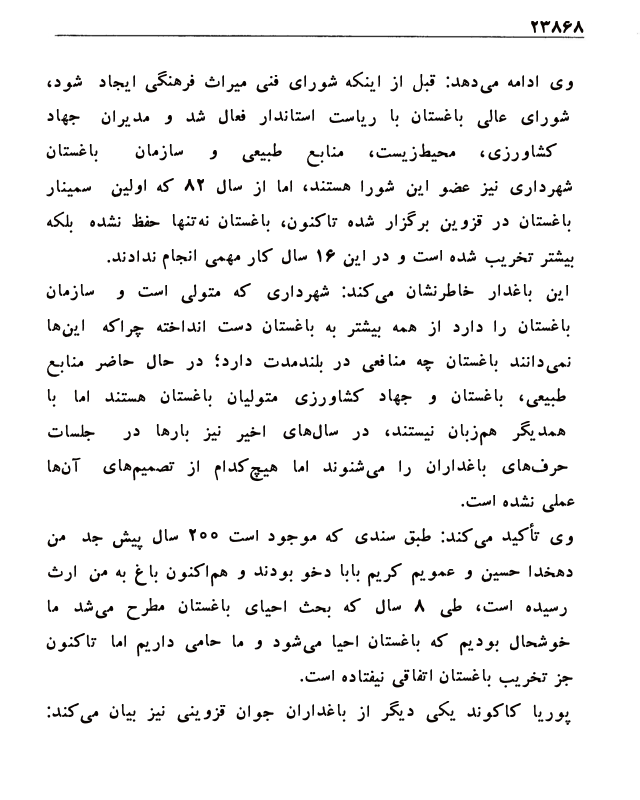 ۲۳۸۶۸
وی ادامه می‌دهد: قبل از اینکه شورای فنی میراث فرهنگی ایجاد شود،
شورای عالی باغستان با ریاست استاندار فعال شد و مدیران جهاد
کشاورزی، محیط‌زیست، منابع طبیعی و سازمان باغستان
شهرداری نیز عضو این شورا هستند، اما از سال ۸۲ که اولین سمینار
باغستان در قزوین برگزار شده تاکنون، باغستان نه‌تنها حفظ نشده بلکه
بیشتر تخریب شده است و در این ۱۶ سال کار مهمی انجام ندادند.
این باغدار خاطرنشان می‌کند: شهرداری که متولی است و سازمان
باغستان را دارد از همه بیشتر به باغستان دست انداخته چراکه این‌ها
نمی‌دانند باغستان چه منافعی در بلندمدت دارد؛ در حال حاضر منابع
طبیعی، باغستان و جهاد کشاورزی متولیان باغستان هستند اما با
همدیگر هم‌زبان نیستند، در سال‌های اخیر نیز بارها در جلسات
حرف‌های باغداران را می‌شنوند اما هیچ‌کدام از تصمیم‌های آن‌ها
عملی نشده است.
وی تأکید می‌کند: طبق سندی که موجود است ۲۰۰ سال پیش جد من
دهخدا حسین و عمویم کریم بابا دخو بودند و هم‌اکنون باغ به من ارث
رسیده است، طی ۸ سال که بحث احیای باغستان مطرح می‌شد ما
خوشحال بودیم که باغستان احیا می‌شود و ما حامی داریم اما تاکنون
جز تخریب باغستان اتفاقی نیفتاده است.
پوریا کاکوند یکی دیگر از باغداران جوان قزوینی نیز بیان می‌کند: